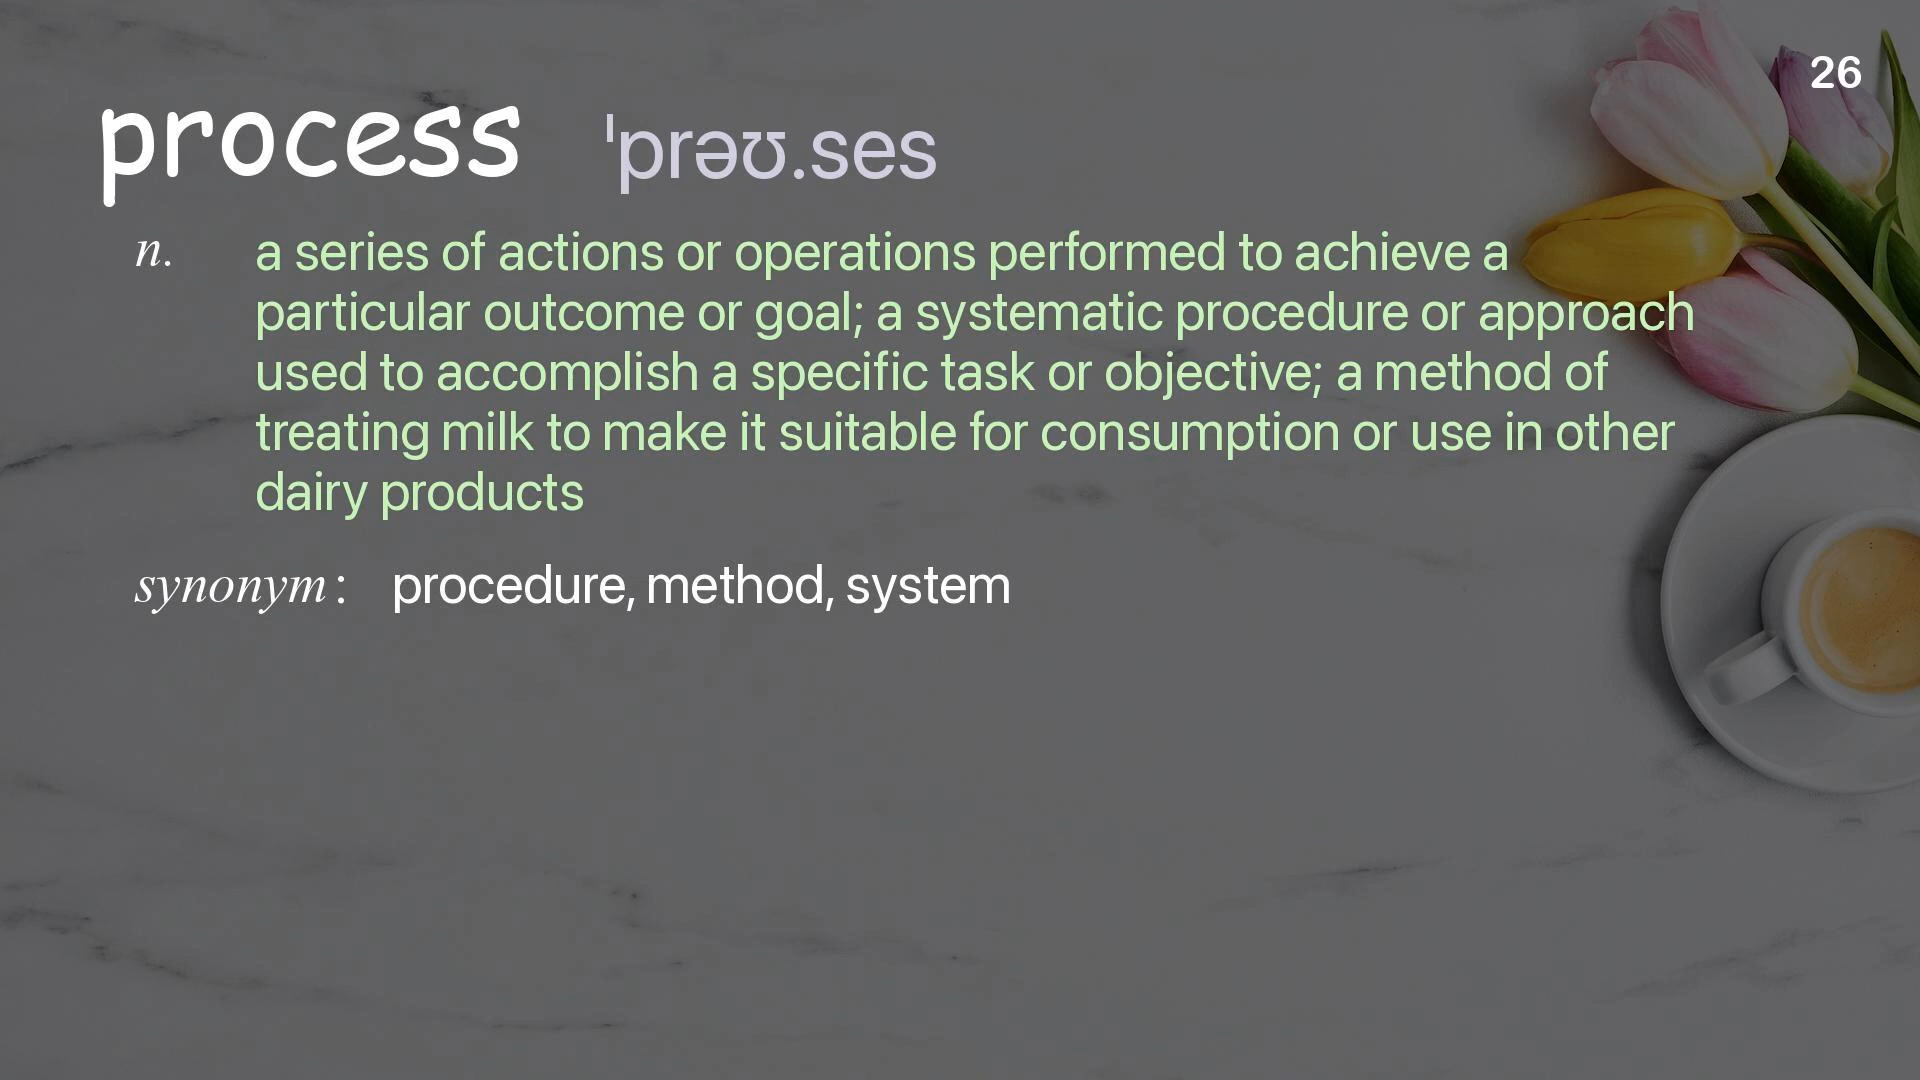 26
process ˈprəʊ.ses
n. a series of actions or operations performed to achieve a
particular outcome or goal; a systematic procedure or approach
used to accomplish a specific task or objective; a method of
treating milk to make it suitable for consumption or use in other
dairy products
synonym: procedure, method, system